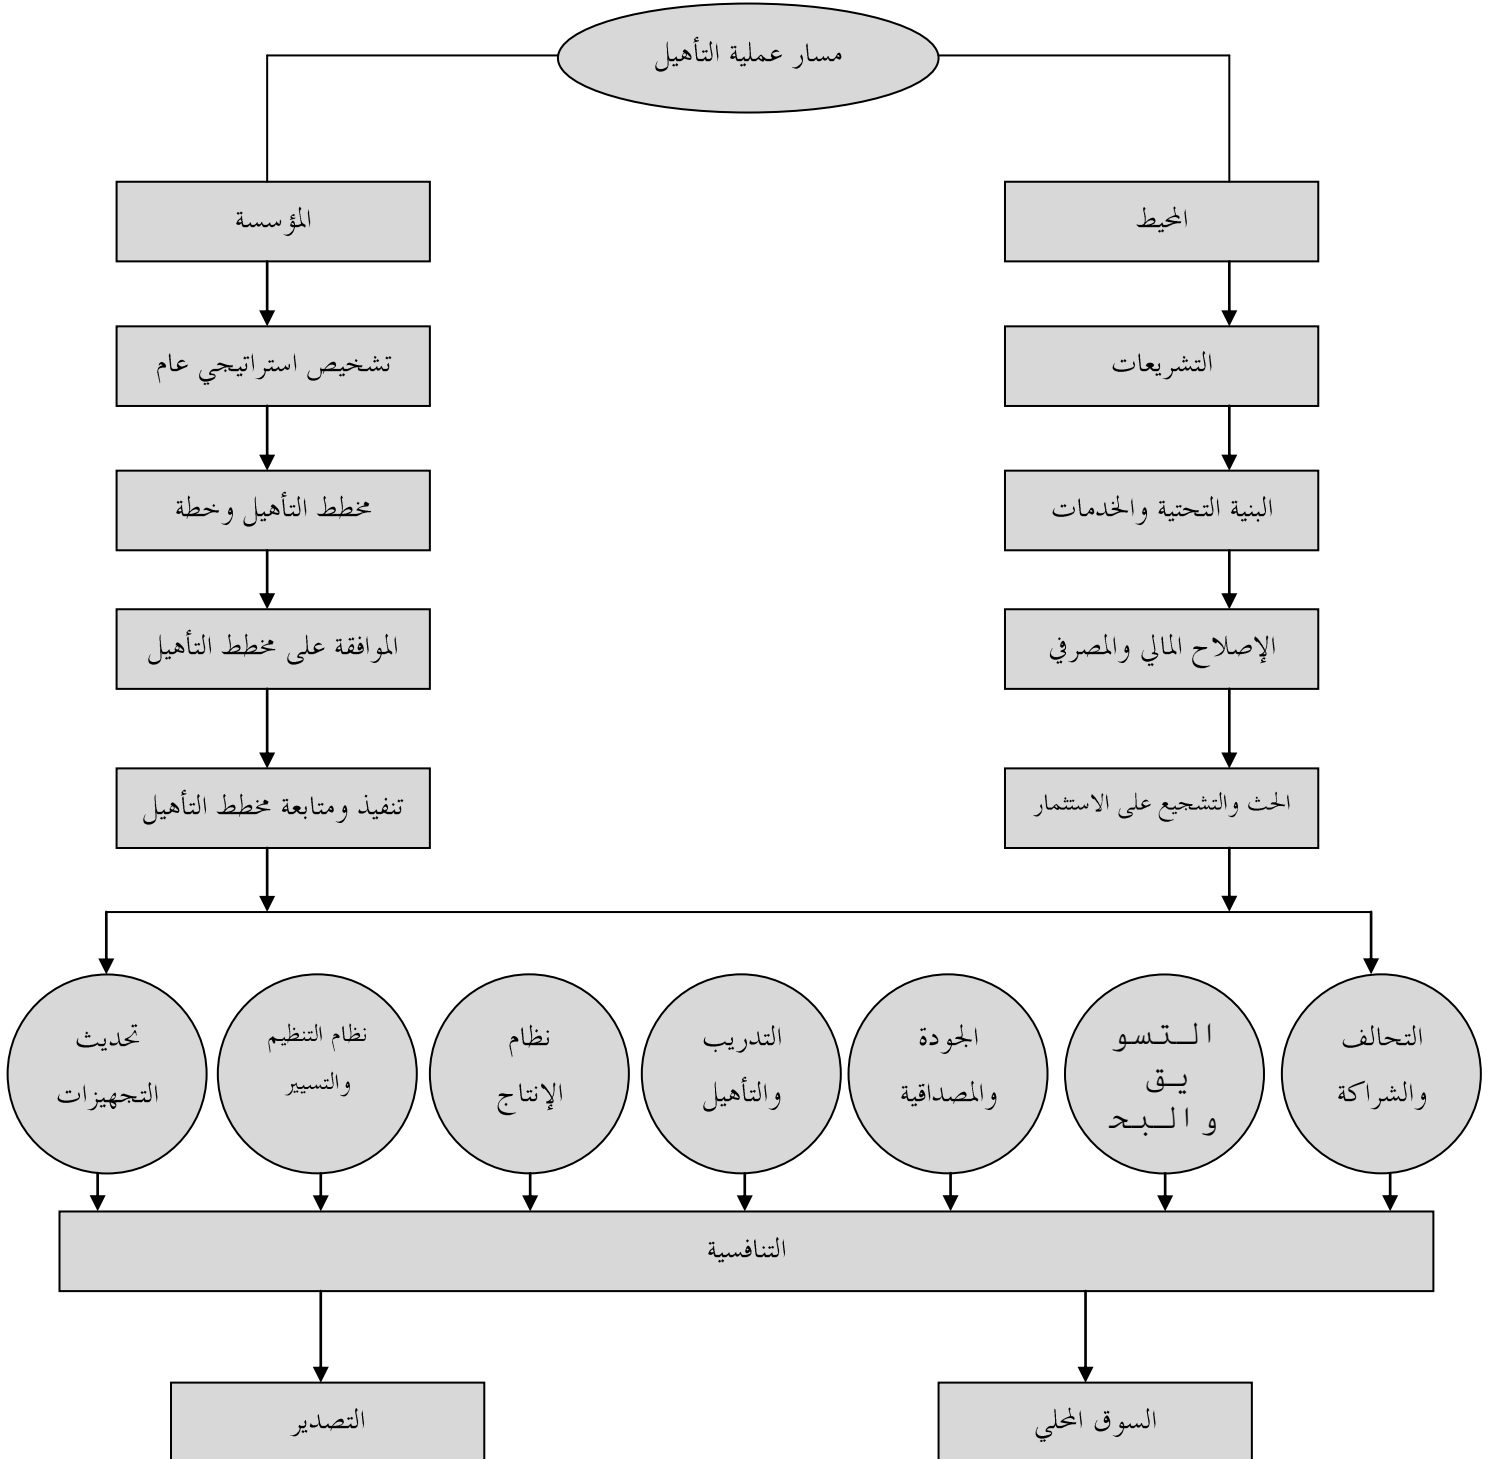 مسار عملية التأهيل
المحيط
المؤسسة
التشريعات
تشخيص استراتيجي عام
البنية التحتية والخدمات
مخطط التأهيل وخطة
الإصلاح المالي والمصرفي
الموافقة على مخطط التأهيل
الحث والتشجيع على الاستثمار
تنفيذ ومتابعة مخطط التأهيل
التحالف
والشراكة
التسو
يق
والبحـ
الجودة
والمصداقية
التدريب
والتأهيل
نظام
الإنتاج
نظام التنظيم
والتسيير
تحديث
التجهيزات
التنافسية
السوق المحلي
التصدير